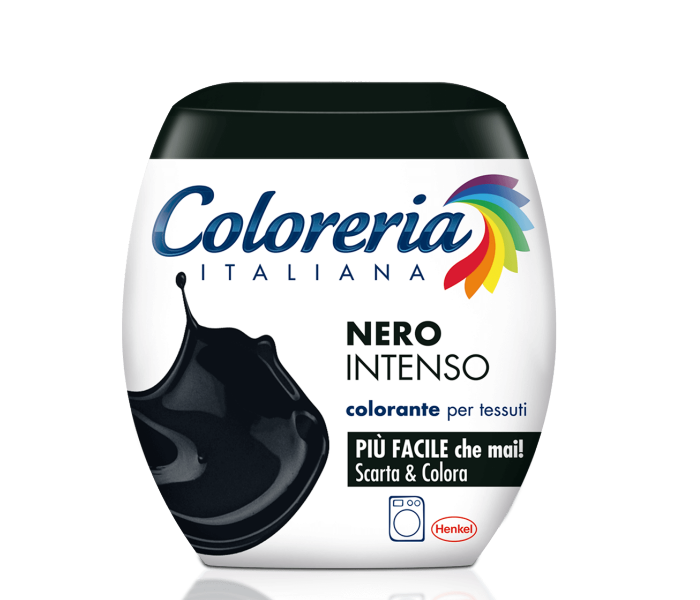 Coloreria
ITALIANA
NERO
INTENSO
colorante per tessuti
PIÙ FACILE che mai!
Scarta & Colora
Henkel